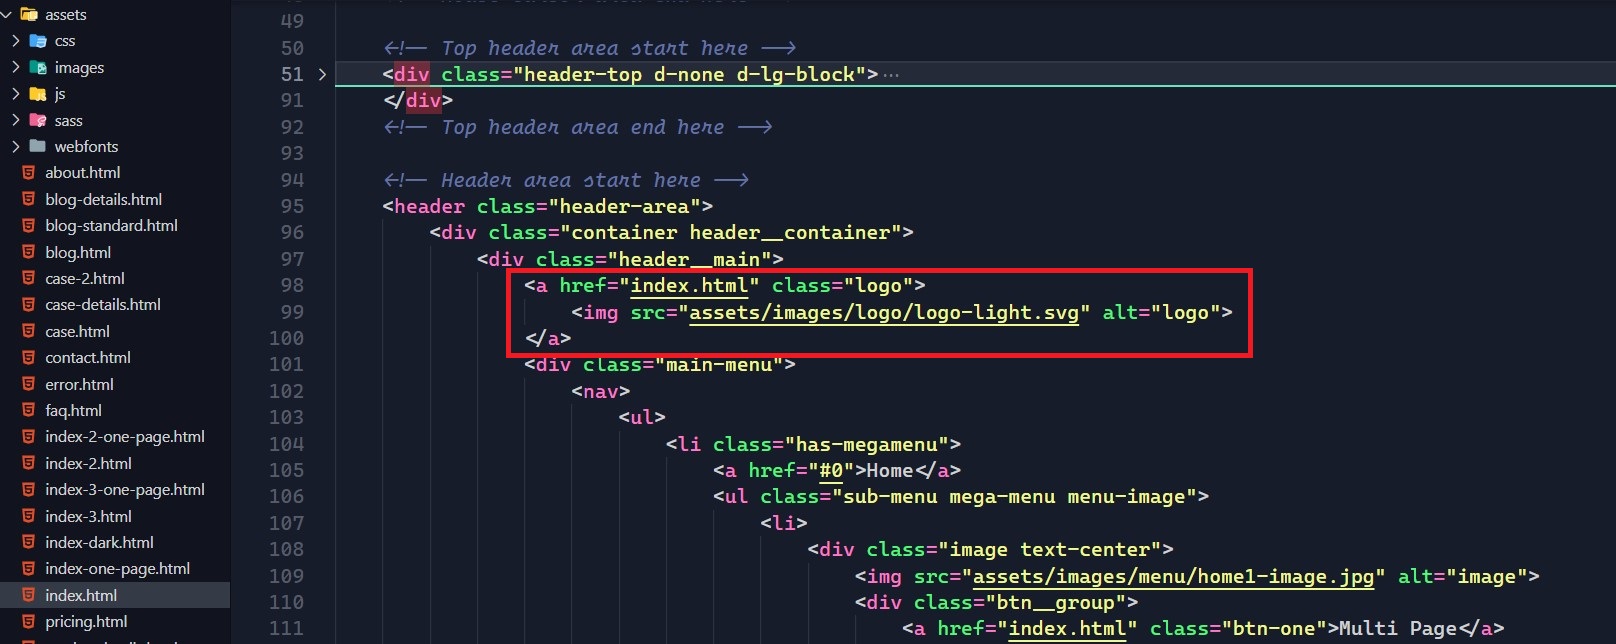 assets
css
images
js
sass
webfonts
about.html
blog-details.html
blog-standard.html
blog.html
case-2.html
case-details.html
case.html
contact.html
error.html
faq.html
index-2-one-page.html
index-2.html
index-3-one-page.html
index-3.html
index-dark.html
index-one-page.html
index.html
pricing.html
49
50 <!-- Top header area start here -->
51 <div class="header-top d-none d-lg-block">···
91 </div>
92 <!-- Top header area end here -->
93
94 <!-- Header area start here -->
95 <header class="header-area">
96 <div class="container header__container">
97 <div class="header__main">
98 <a href="index.html" class="logo">
99 <img src="assets/images/logo/logo-light.svg" alt="logo">
100 </a>
101 <div class="main-menu">
102 <nav>
103 <ul>
104 <li class="has-megamenu">
105 <a href="#0">Home</a>
106 <ul class="sub-menu mega-menu menu-image">
107 <li>
108 <div class="image text-center">
109 <img src="assets/images/menu/home1-image.jpg" alt="image">
110 <div class="btn__group">
111 <a href="index.html" class="btn-one">Multi Page</a>